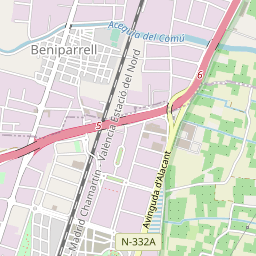 Acequia del Comú
Beniparrell
6
5
Madrid Chamartín - València-Estació del Nord
Avinguda d'Alacant
N-332A